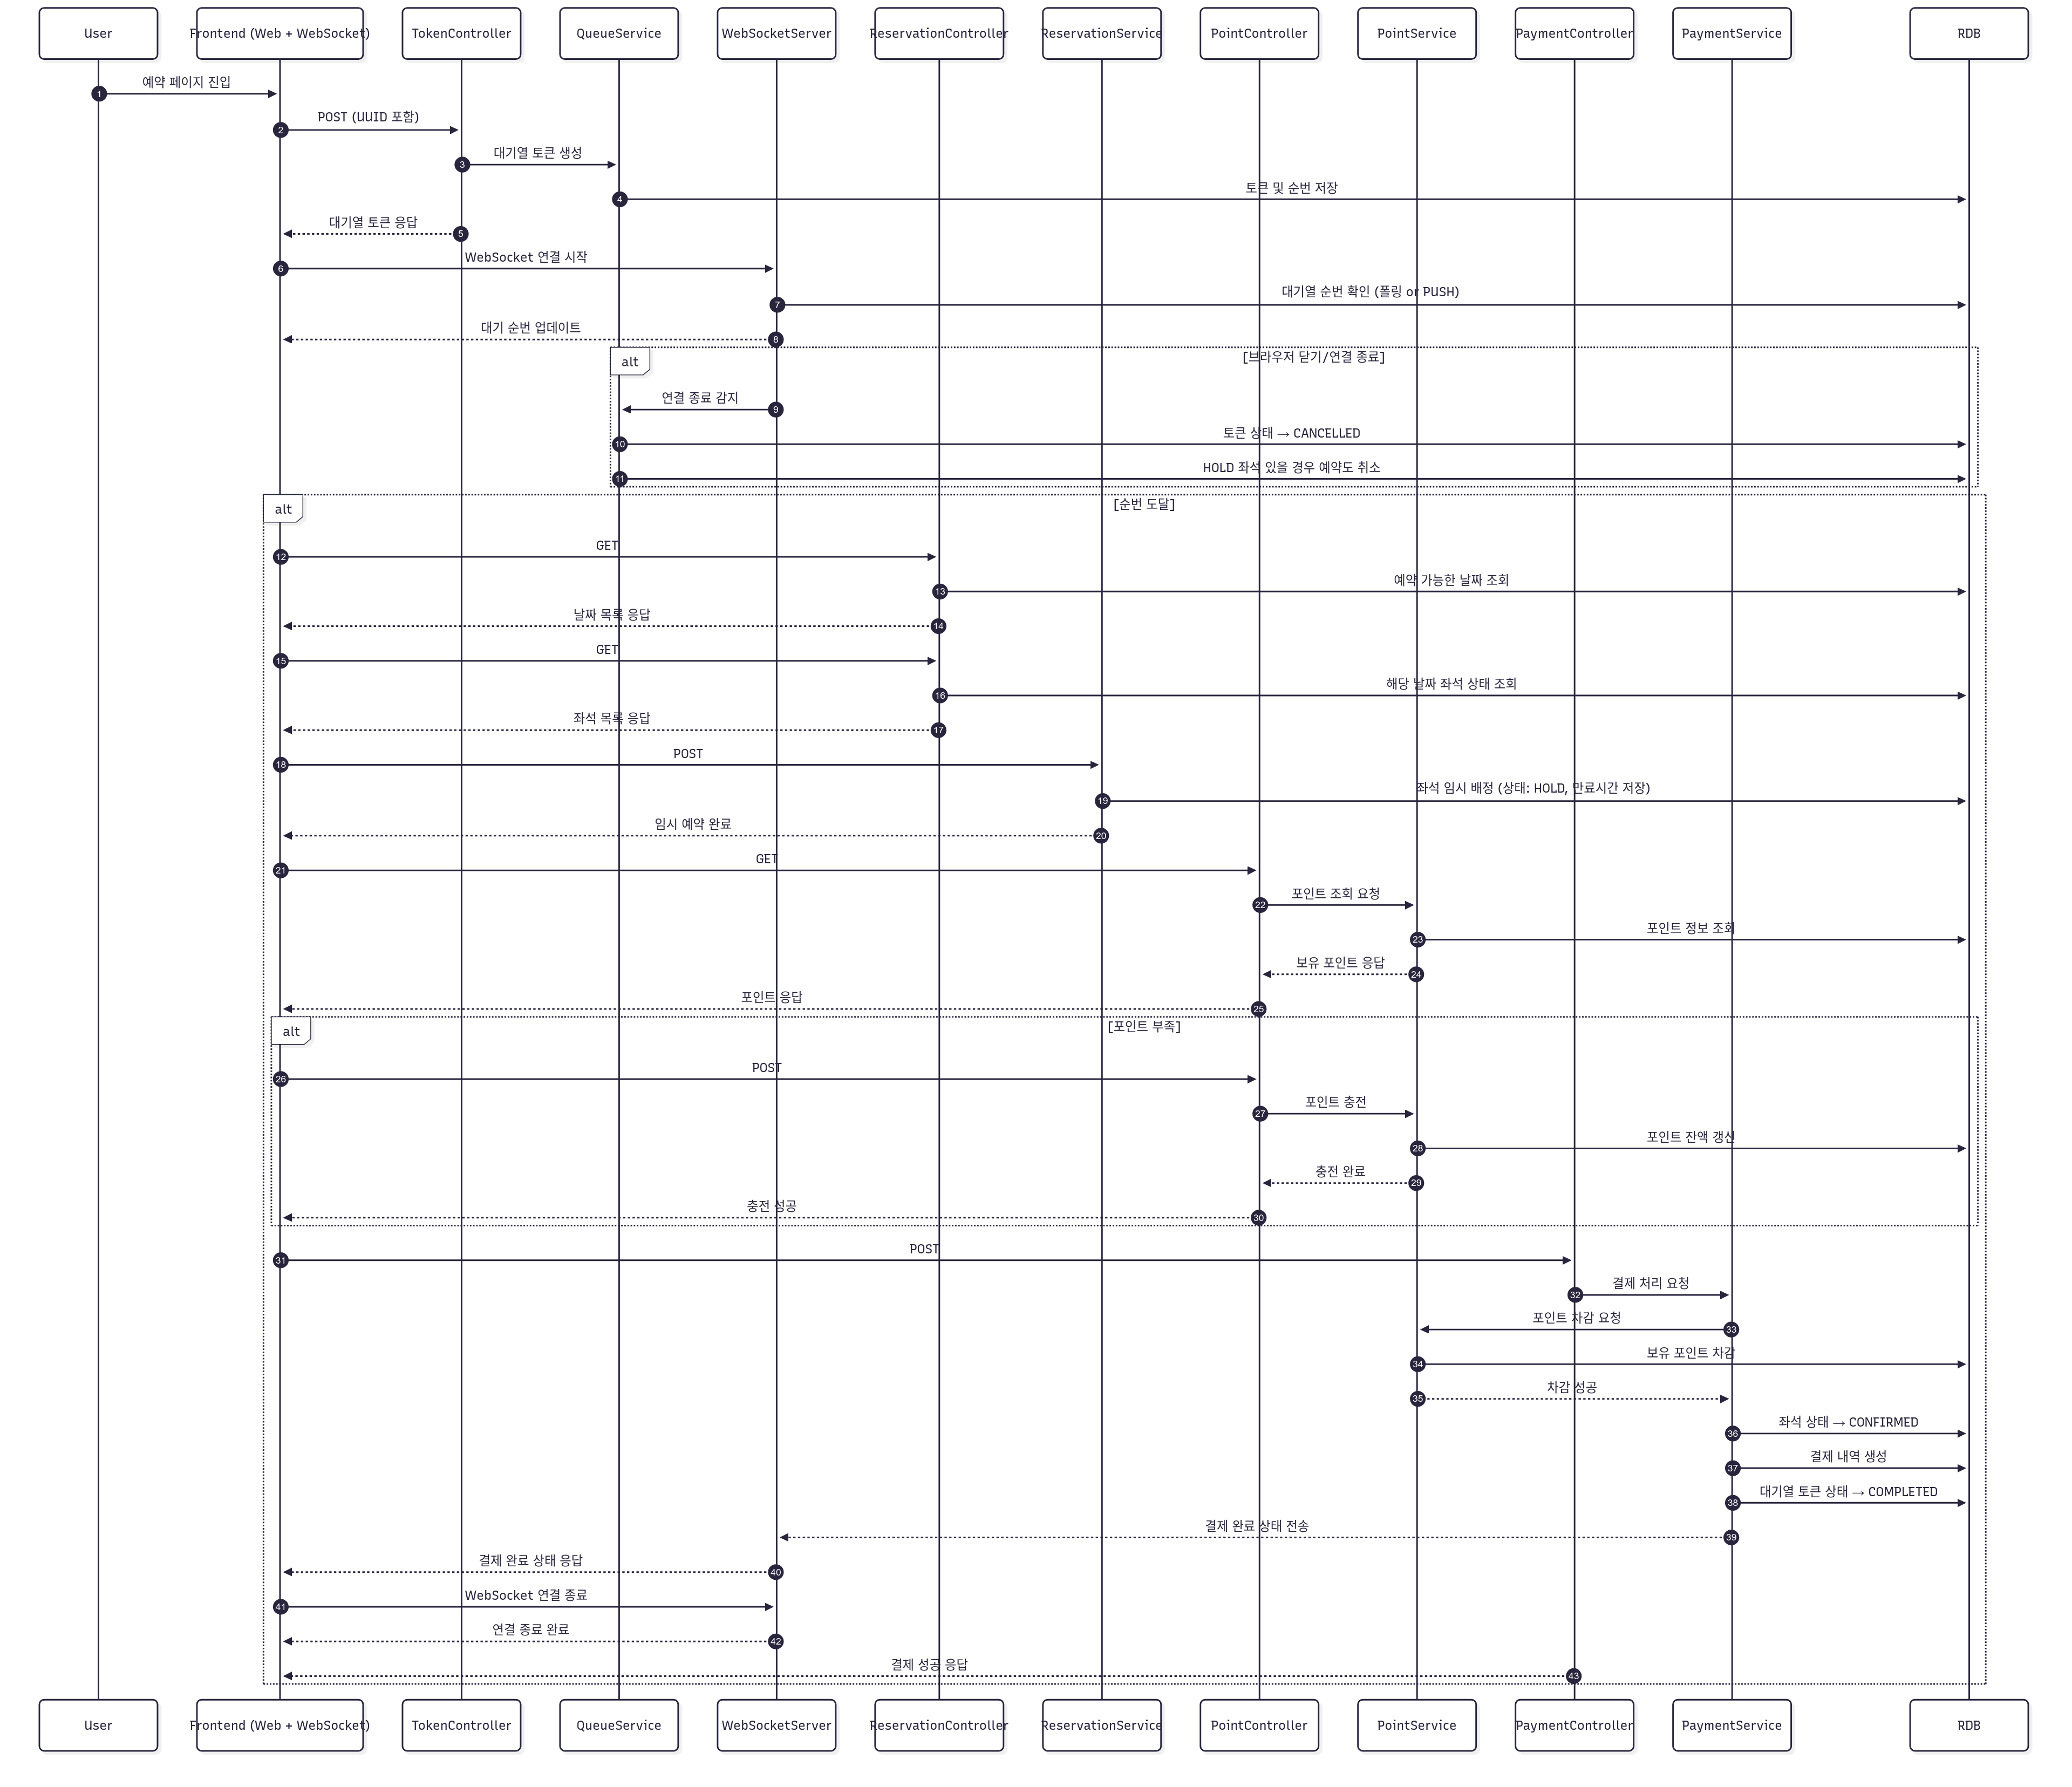 User
Frontend (Web + WebSocket)
TokenController
QueueService
WebSocketServer
ReservationController
ReservationService
PointController
PointService
PaymentController
PaymentService
RDB
예약 페이지 진입
1
POST (UUID 포함)
2
대기열 토큰 생성
3
토큰 및 순번 저장
4
대기열 토큰 응답
5
WebSocket 연결 시작
6
대기열 순번 확인 (폴링 or PUSH)
7
대기 순번 업데이트
8
alt
[브라우저 닫기/연결 종료]
연결 종료 감지
9
토큰 상태 → CANCELLED
10
HOLD 좌석 있을 경우 예약도 취소
11
alt
[순번 도달]
GET
12
예약 가능한 날짜 조회
13
날짜 목록 응답
14
GET
15
해당 날짜 좌석 상태 조회
16
좌석 목록 응답
17
POST
18
좌석 임시 배정 (상태: HOLD, 만료시간 저장)
19
임시 예약 완료
20
GET
21
포인트 조회 요청
22
포인트 정보 조회
23
보유 포인트 응답
24
포인트 응답
25
alt
[포인트 부족]
POST
26
포인트 충전
27
포인트 잔액 갱신
28
충전 완료
29
충전 성공
30
POST
31
결제 처리 요청
32
포인트 차감 요청
33
보유 포인트 차감
34
차감 성공
35
좌석 상태 → CONFIRMED
36
결제 내역 생성
37
대기열 토큰 상태 → COMPLETED
38
결제 완료 상태 전송
39
결제 완료 상태 응답
40
WebSocket 연결 종료
41
연결 종료 완료
42
결제 성공 응답
43
User
Frontend (Web + WebSocket)
TokenController
QueueService
WebSocketServer
ReservationController
ReservationService
PointController
PointService
PaymentController
PaymentService
RDB